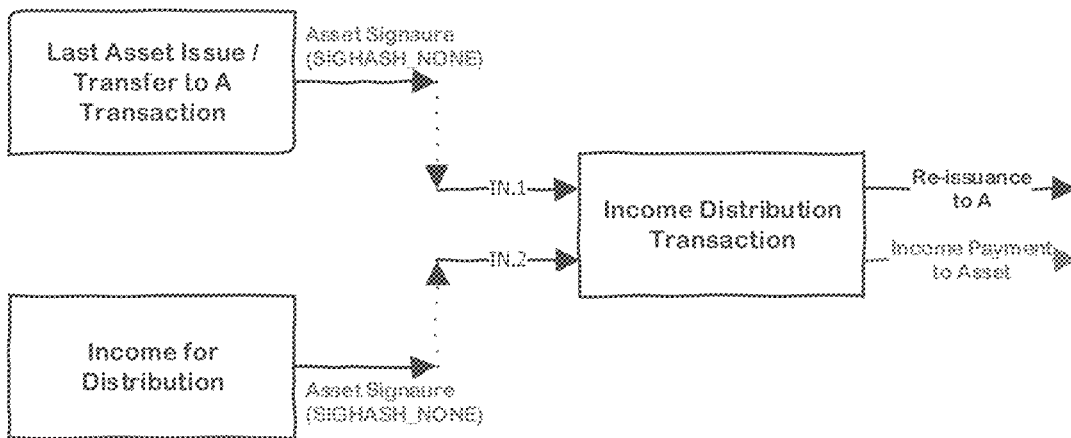 Last Asset Issue /
Transfer to A
Transaction
Asset Signaure
(SIGHASH_NONE)
IN.1
Income Distribution
Transaction
Re-issuance
to A
IN.2
Income Payment
to Asset
Income for
Distribution
Asset Signaure
(SIGHASH_NONE)